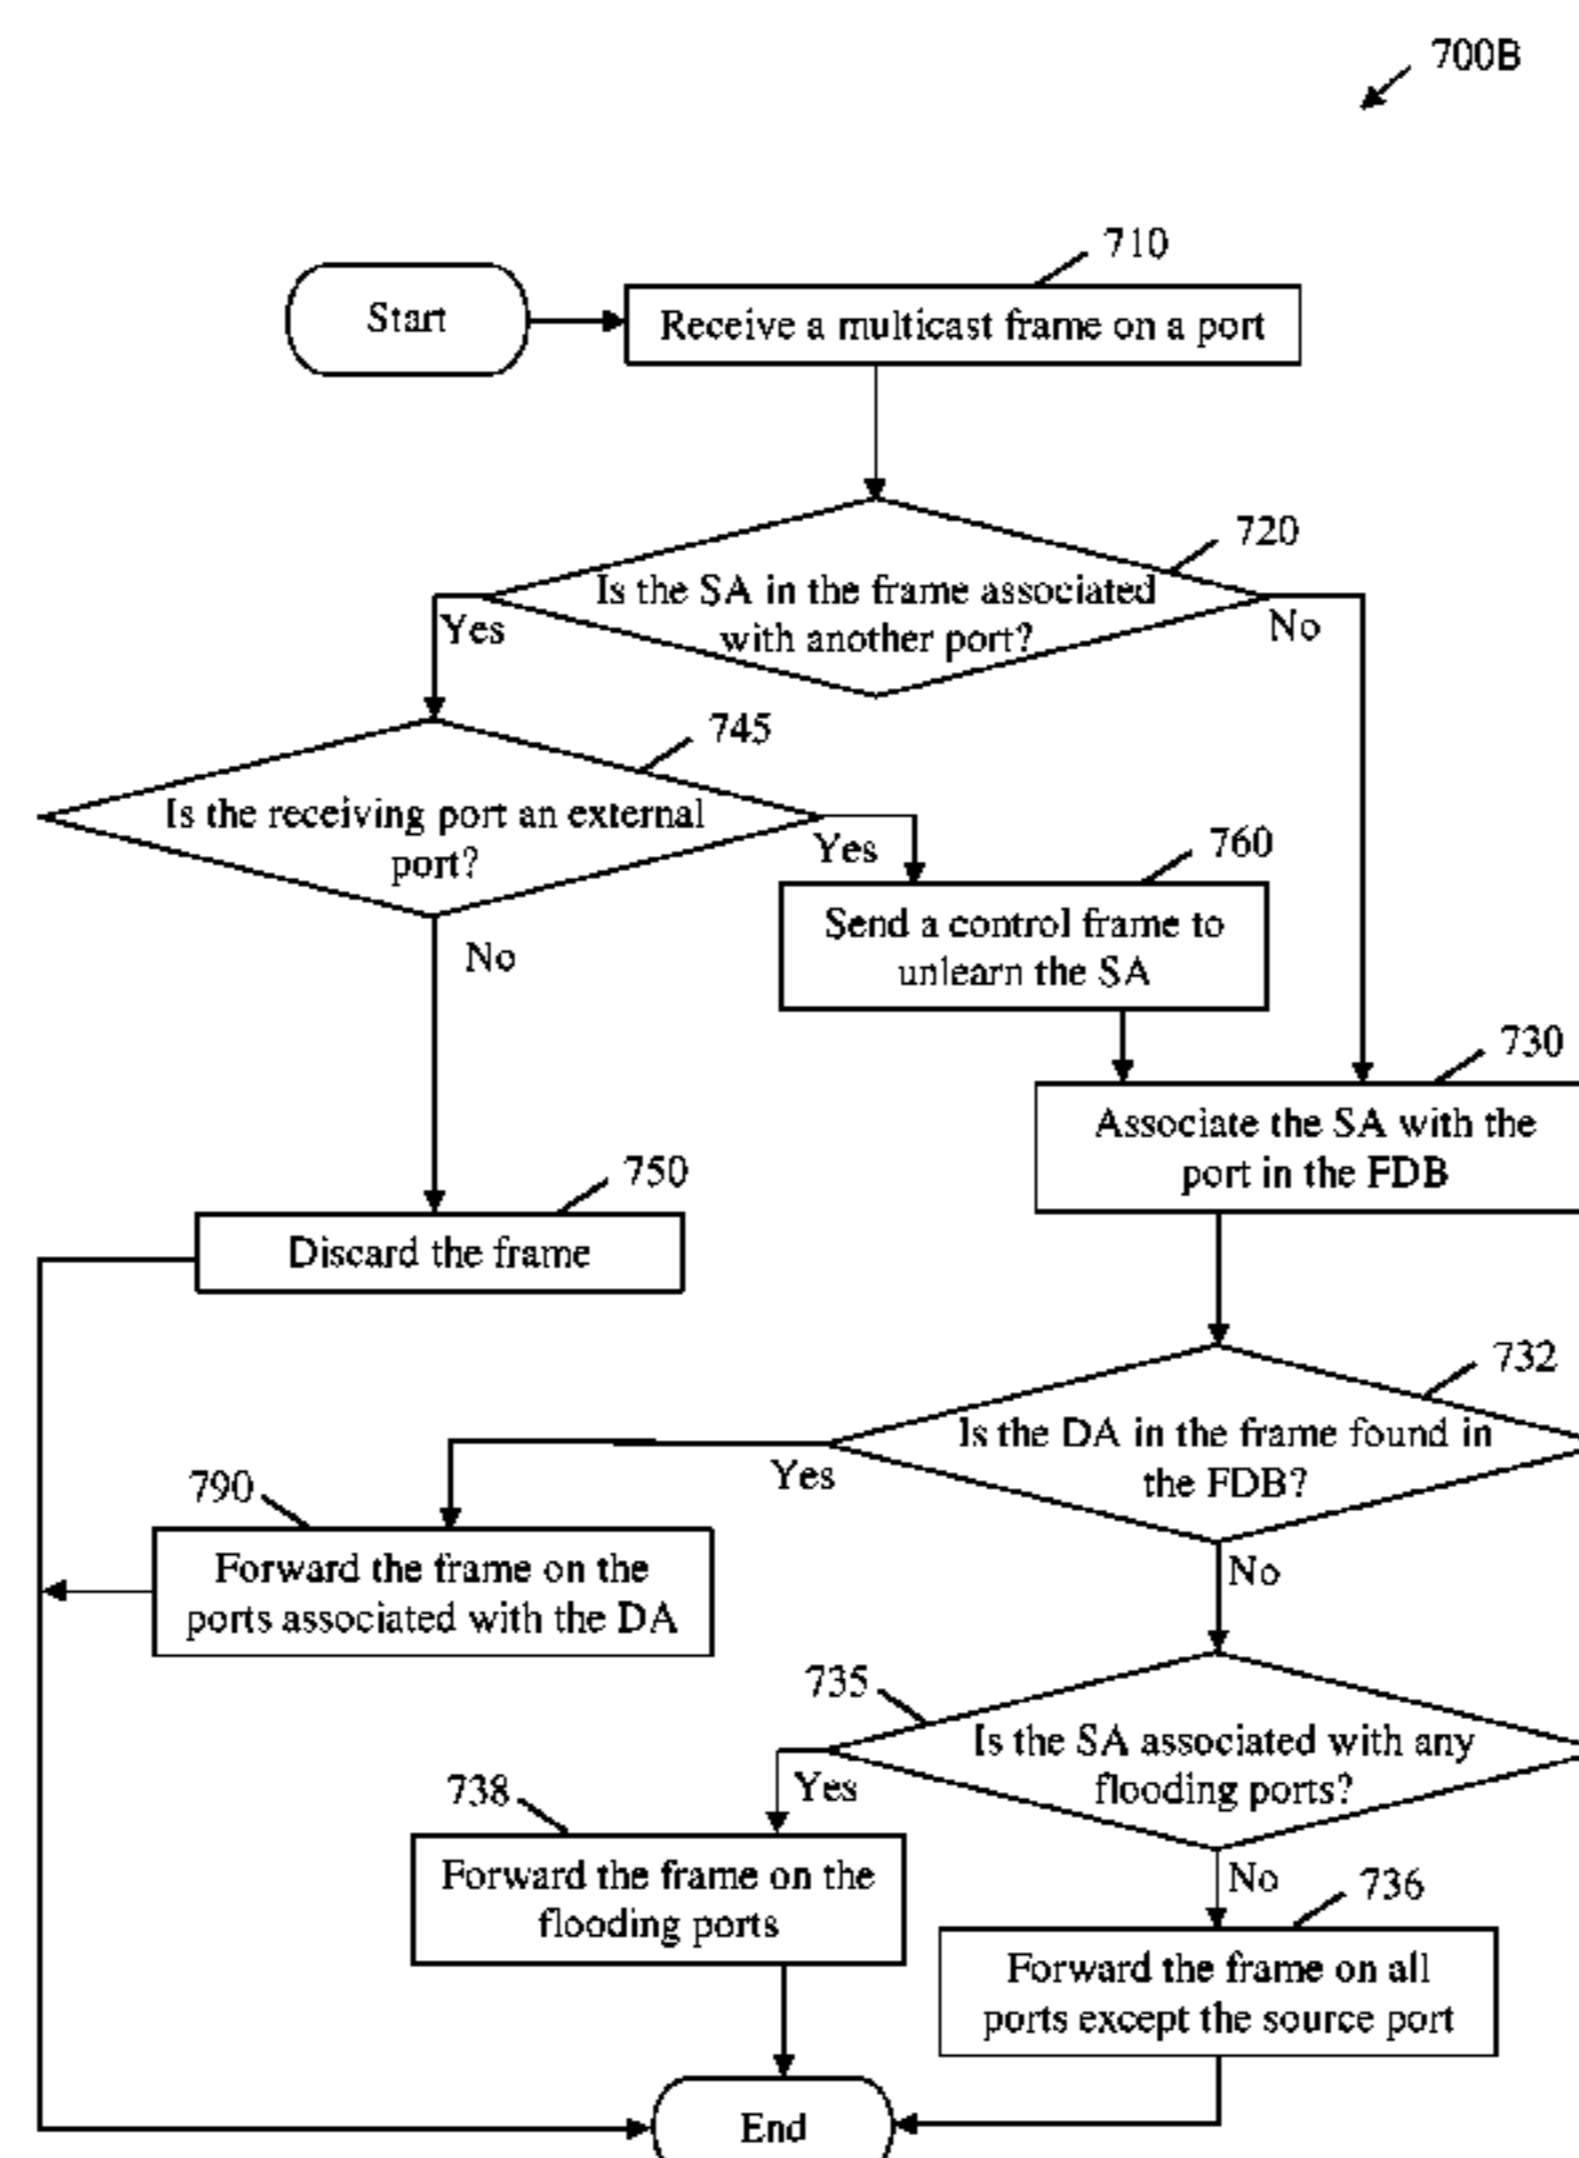 700B
710
Start
Receive a multicast frame on a port
720
Is the SA in the frame associated
with another port?
Yes
No
745
Is the receiving port an external
port?
Yes
No
760
Send a control frame to
unlearn the SA
730
Associate the SA with the
port in the FDB
750
Discard the frame
732
Is the DA in the frame found in
the FDB?
Yes
No
790
Forward the frame on the
ports associated with the DA
735
Is the SA associated with any
flooding ports?
Yes
No
738
Forward the frame on the
flooding ports
736
Forward the frame on all
ports except the source port
End